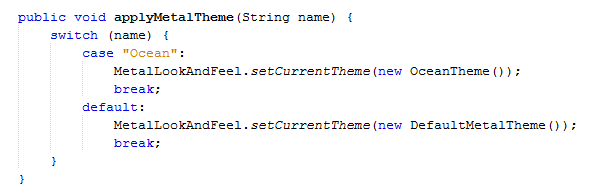 public void applyMetalTheme(String name) {
    switch (name) {
        case "Ocean":
            MetalLookAndFeel.setCurrentTheme(new OceanTheme());
            break;
        default:
            MetalLookAndFeel.setCurrentTheme(new DefaultMetalTheme());
            break;
    }
}